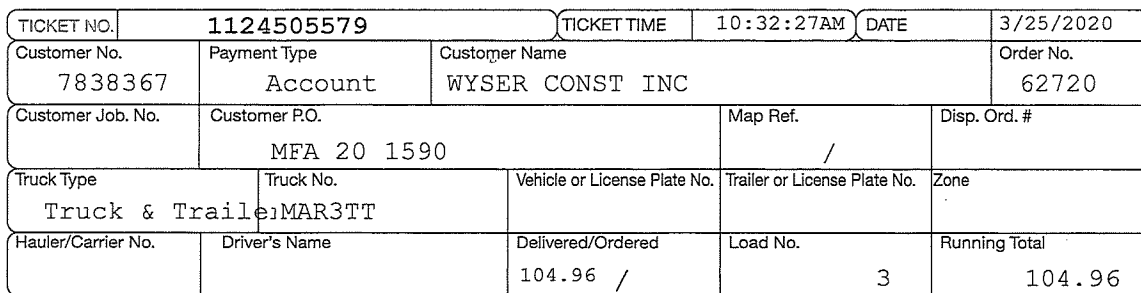 TICKET NO. 1124505579 TICKET TIME 10:32:27AM DATE 3/25/2020
Customer No. Payment Type Customer Name Order No.
7838367 Account WYSER CONST INC 62720
Customer Job. No. Customer P.O. Map Ref. Disp. Ord. #
MFA 20 1590 /
Truck Type Truck No. Vehicle or License Plate No. Trailer or License Plate No. Zone
Truck & Trailer MAR3TT
Hauler/Carrier No. Driver's Name Delivered/Ordered Load No. Running Total
104.96 / 3 104.96